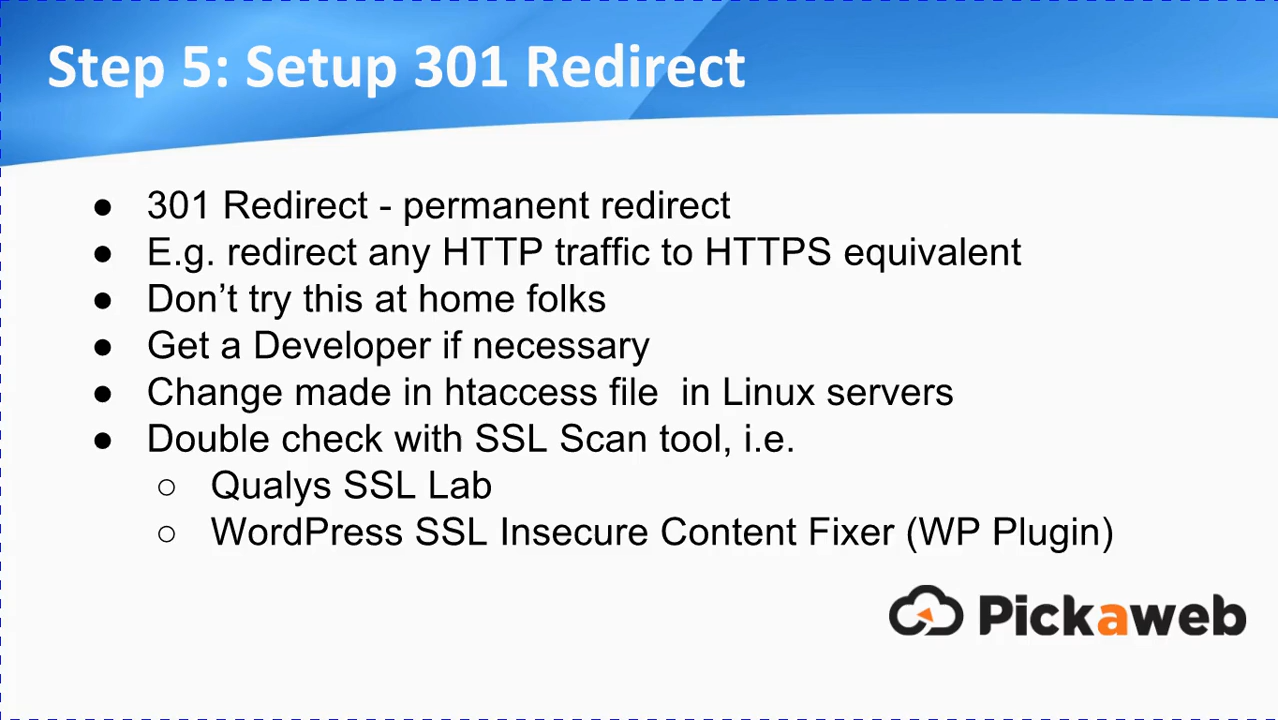 Step 5: Setup 301 Redirect
● 301 Redirect - permanent redirect
● E.g. redirect any HTTP traffic to HTTPS equivalent
● Don’t try this at home folks
● Get a Developer if necessary
● Change made in htaccess file  in Linux servers
● Double check with SSL Scan tool, i.e.
○ Qualys SSL Lab
○ WordPress SSL Insecure Content Fixer (WP Plugin)
Pickaweb